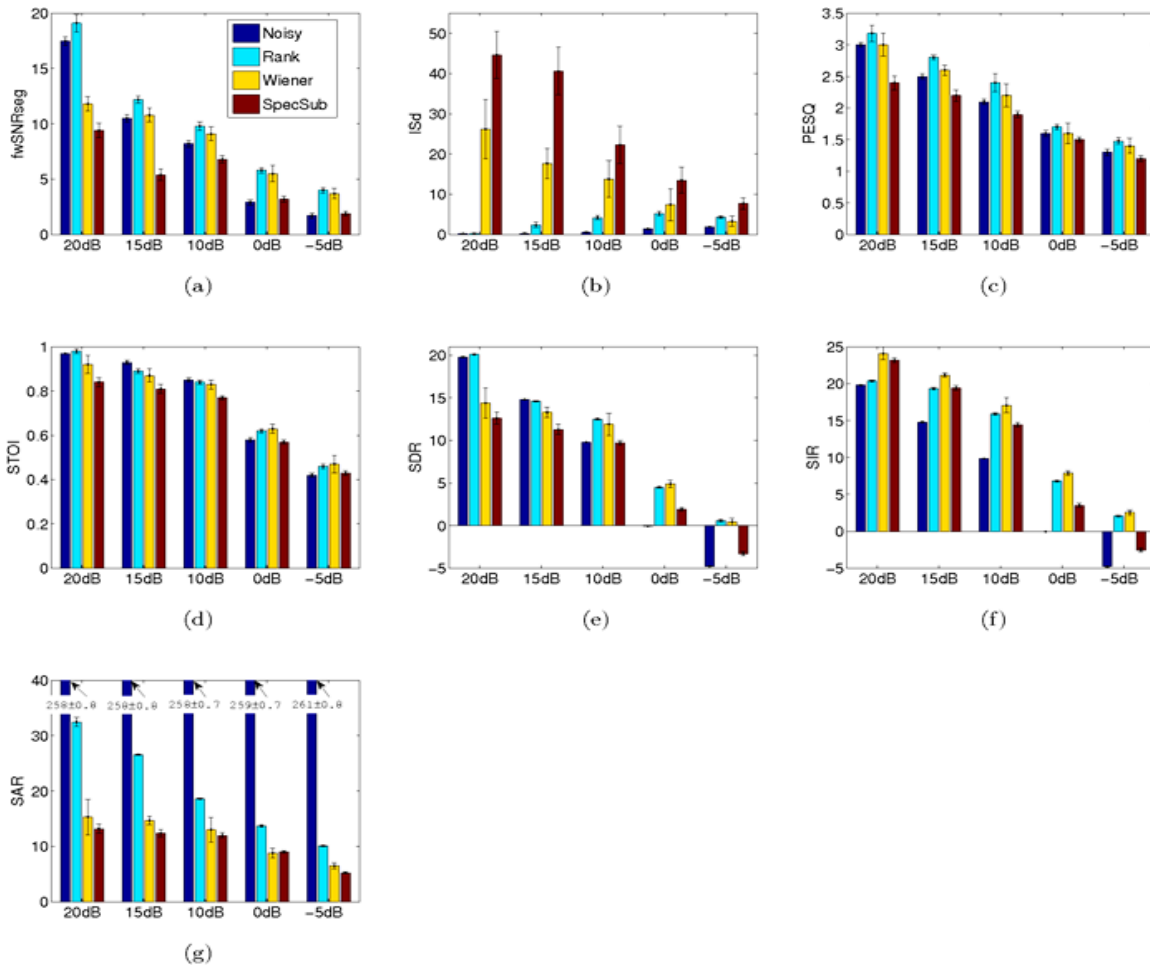 20
15
10
5
0
fwSNRseg
Noisy
Rank
Wiener
SpecSub
20dB 15dB 10dB 0dB −5dB
(a)
50
40
30
20
10
0
ISd
20dB 15dB 10dB 0dB −5dB
(b)
3.5
3
2.5
2
1.5
1
0.5
0
PESQ
20dB 15dB 10dB 0dB −5dB
(c)
1
0.8
0.6
0.4
0.2
0
STOI
20dB 15dB 10dB 0dB −5dB
(d)
20
15
10
5
0
−5
SDR
20dB 15dB 10dB 0dB −5dB
(e)
25
20
15
10
5
0
−5
SIR
20dB 15dB 10dB 0dB −5dB
(f)
40
30
20
10
0
SAR
258±0.8 258±0.8 258±0.7 259±0.7 261±0.8
20dB 15dB 10dB 0dB −5dB
(g)